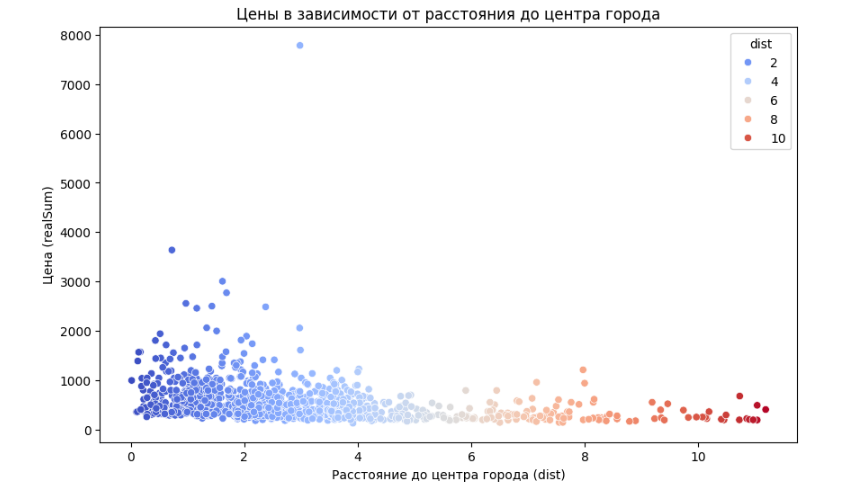 Цены в зависимости от расстояния до центра города
8000
7000
6000
5000
4000
3000
2000
1000
0
Цена (realSum)
dist
2
4
6
8
10
0 2 4 6 8 10
Расстояние до центра города (dist)